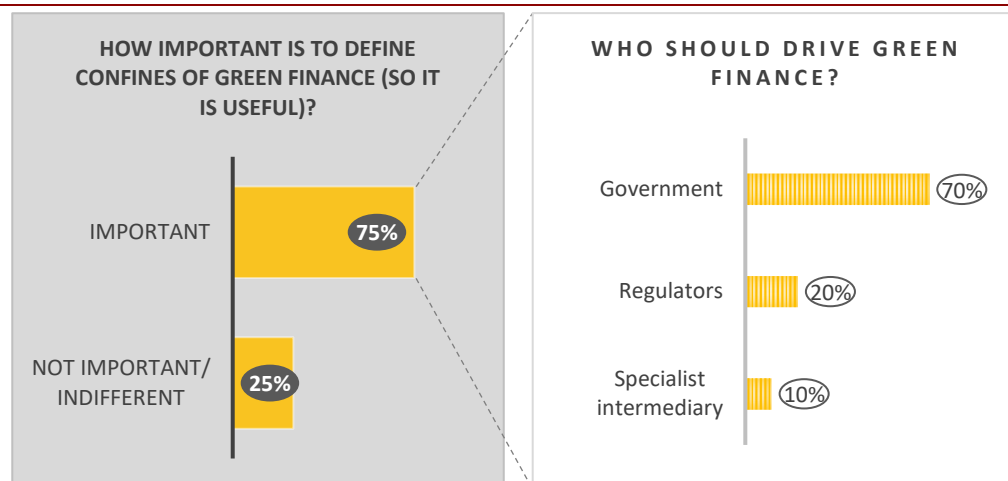 HOW IMPORTANT IS TO DEFINE
CONFINES OF GREEN FINANCE (SO IT
IS USEFUL)?
IMPORTANT
75%
NOT IMPORTANT/
INDIFFERENT
25%
WHO SHOULD DRIVE GREEN
FINANCE?
Government
70%
Regulators
20%
Specialist
intermediary
10%